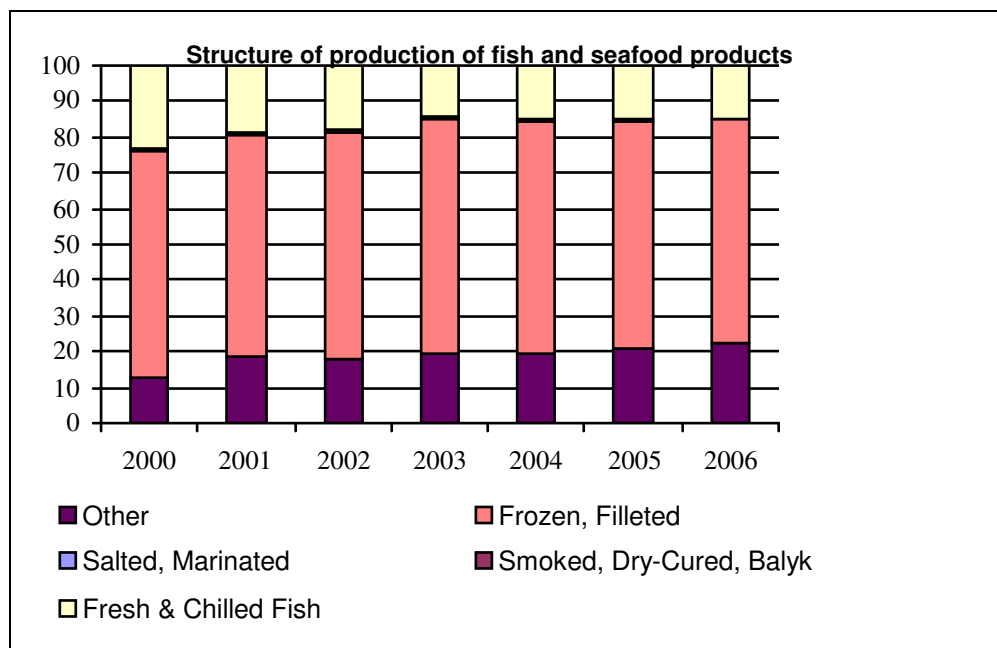 Structure of production of fish and seafood products
100
90
80
70
60
50
40
30
20
10
0
2000 2001 2002 2003 2004 2005 2006
Other Frozen, Filleted
Salted, Marinated Smoked, Dry-Cured, Balyk
Fresh & Chilled Fish